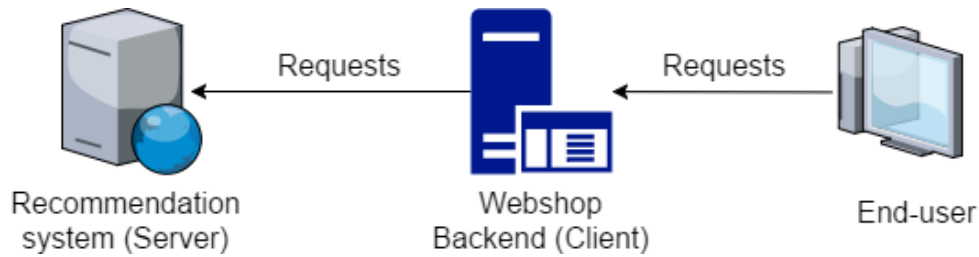 Requests
Requests
Recommendation
system (Server)
Webshop
Backend (Client)
End-user